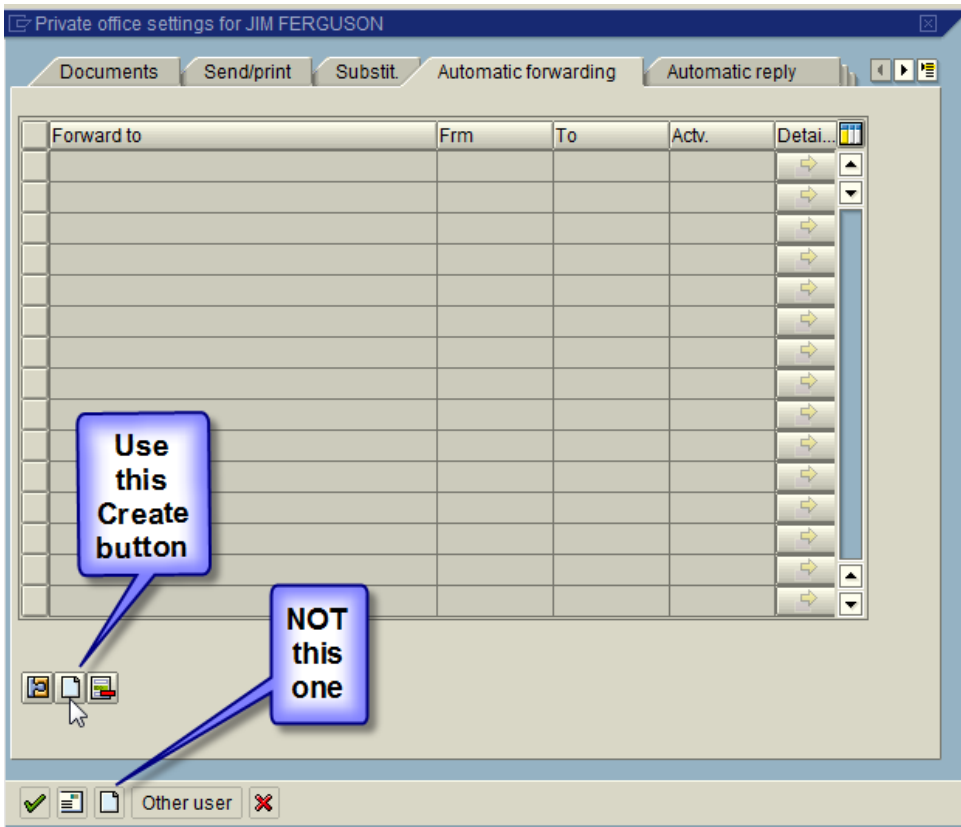 Private office settings for JIM FERGUSON
Documents Send/print Substit. Automatic forwarding Automatic reply
Forward to Frm To Actv. Detai...
Use
this
Create
button
NOT
this
one
Other user